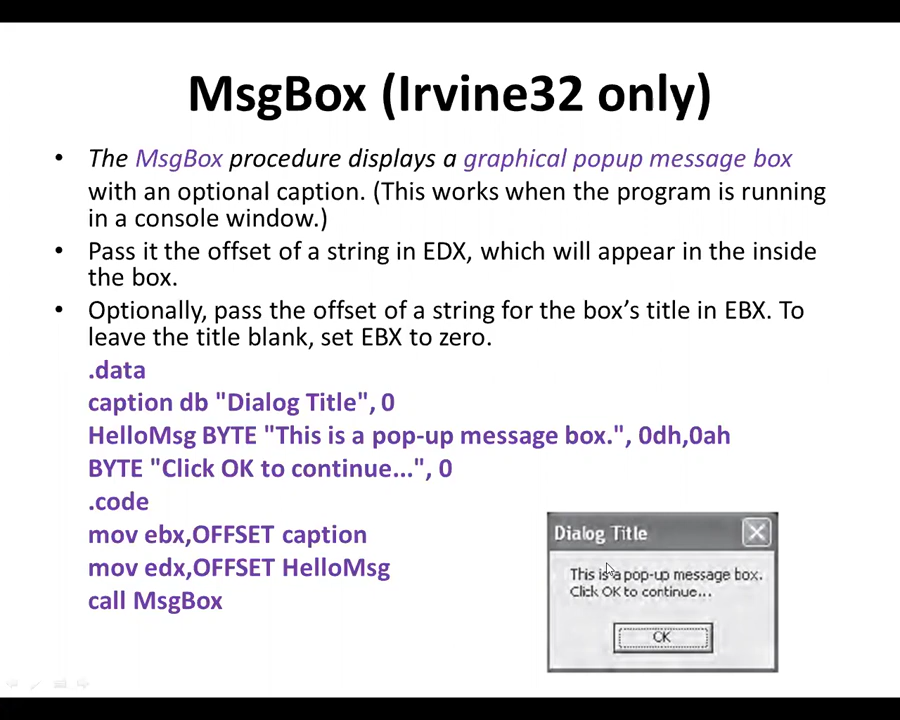 MsgBox (Irvine32 only)
• The MsgBox procedure displays a graphical popup message box
with an optional caption. (This works when the program is running
in a console window.)
• Pass it the offset of a string in EDX, which will appear in the inside
the box.
• Optionally, pass the offset of a string for the box’s title in EBX. To
leave the title blank, set EBX to zero.
.data
caption db "Dialog Title", 0
HelloMsg BYTE "This is a pop-up message box.", 0dh,0ah
BYTE "Click OK to continue...", 0
.code
mov ebx,OFFSET caption
mov edx,OFFSET HelloMsg
call MsgBox
Dialog Title
This is a pop-up message box.
Click OK to continue...
OK